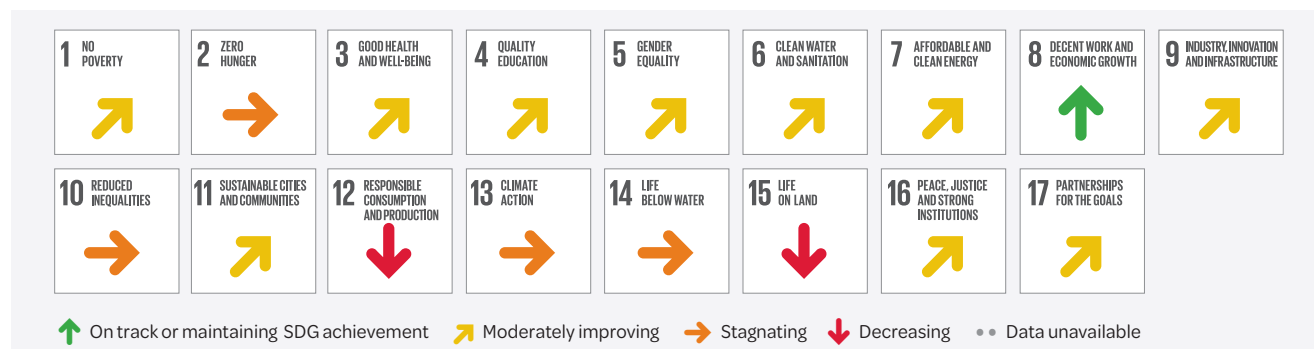 1 NO
POVERTY
2 ZERO
HUNGER
3 GOOD HEALTH
AND WELL-BEING
4 QUALITY
EDUCATION
5 GENDER
EQUALITY
6 CLEAN WATER
AND SANITATION
7 AFFORDABLE AND
CLEAN ENERGY
8 DECENT WORK AND
ECONOMIC GROWTH
9 INDUSTRY, INNOVATION
AND INFRASTRUCTURE
10 REDUCED
INEQUALITIES
11 SUSTAINABLE CITIES
AND COMMUNITIES
12 RESPONSIBLE
CONSUMPTION
AND PRODUCTION
13 CLIMATE
ACTION
14 LIFE
BELOW WATER
15 LIFE
ON LAND
16 PEACE, JUSTICE
AND STRONG
INSTITUTIONS
17 PARTNERSHIPS
FOR THE GOALS
On track or maintaining SDG achievement Moderately improving Stagnating Decreasing Data unavailable